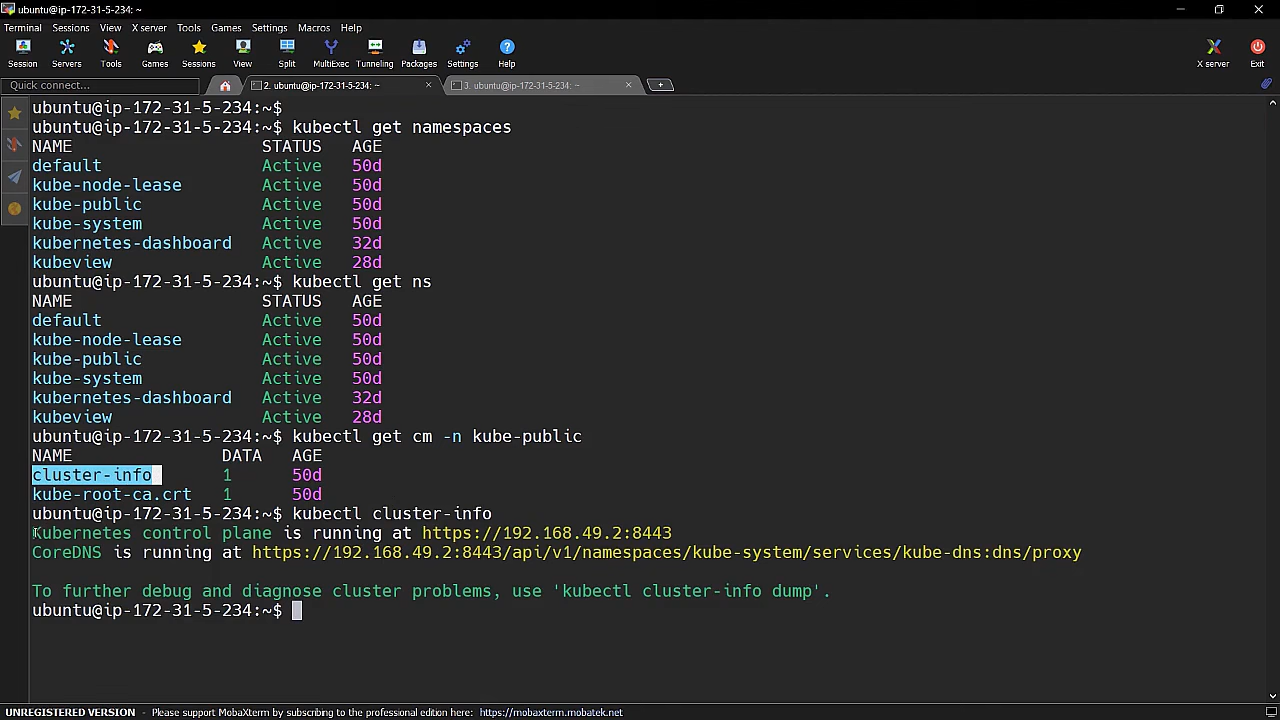 ubuntu@ip-172-31-5-234: ~
Terminal Sessions View X server Tools Games Settings Macros Help
Session Servers Tools Games Sessions View Split MultiExec Tunneling Packages Settings Help X server Exit
Quick connect... 2. ubuntu@ip-172-31-5-234: ~ 3. ubuntu@ip-172-31-5-234: ~
ubuntu@ip-172-31-5-234:~$
ubuntu@ip-172-31-5-234:~$ kubectl get namespaces
NAME STATUS AGE
default Active 50d
kube-node-lease Active 50d
kube-public Active 50d
kube-system Active 50d
kubernetes-dashboard Active 32d
kubeview Active 28d
ubuntu@ip-172-31-5-234:~$ kubectl get ns
NAME STATUS AGE
default Active 50d
kube-node-lease Active 50d
kube-public Active 50d
kube-system Active 50d
kubernetes-dashboard Active 32d
kubeview Active 28d
ubuntu@ip-172-31-5-234:~$ kubectl get cm -n kube-public
NAME DATA AGE
cluster-info 1 50d
kube-root-ca.crt 1 50d
ubuntu@ip-172-31-5-234:~$ kubectl cluster-info
Kubernetes control plane is running at https://192.168.49.2:8443
CoreDNS is running at https://192.168.49.2:8443/api/v1/namespaces/kube-system/services/kube-dns:dns/proxy
To further debug and diagnose cluster problems, use 'kubectl cluster-info dump'.
ubuntu@ip-172-31-5-234:~$
UNREGISTERED VERSION - Please support MobaXterm by subscribing to the professional edition here: https://mobaxterm.mobatek.net